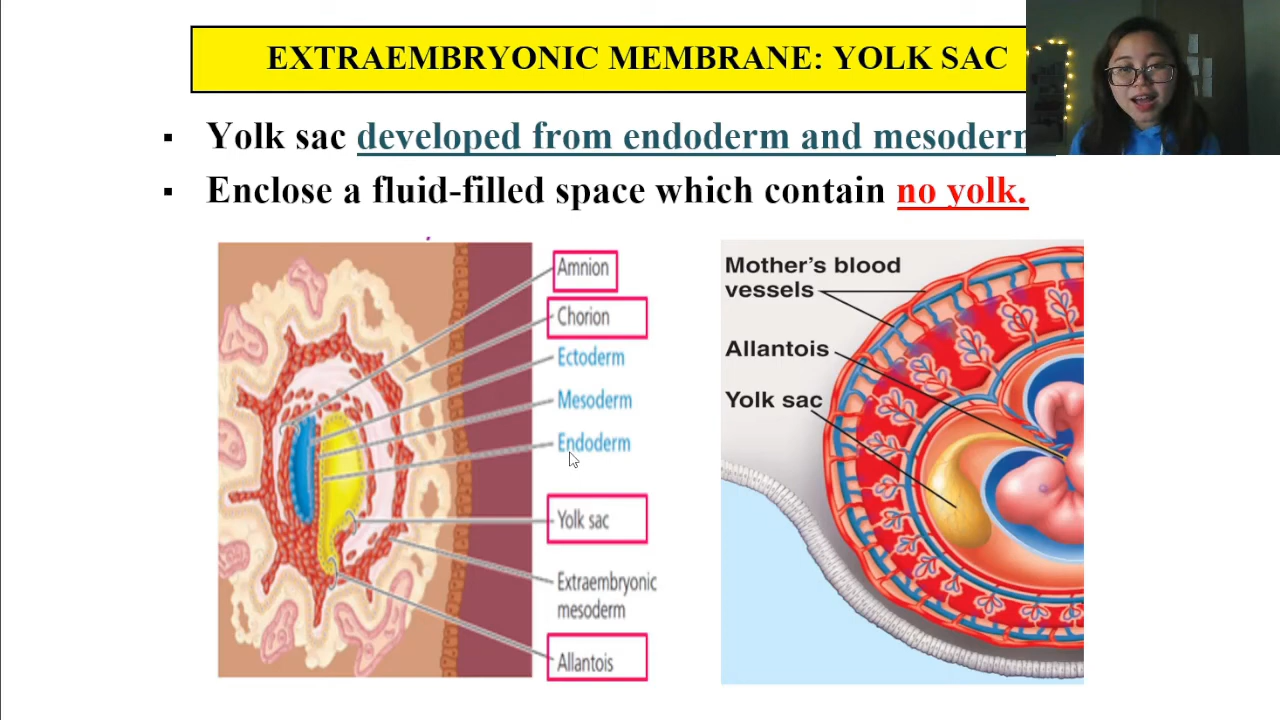 EXTRAEMBRYONIC MEMBRANE: YOLK SAC
▪ Yolk sac developed from endoderm and mesoderm
▪ Enclose a fluid-filled space which contain no yolk.
Amnion
Chorion
Ectoderm
Mesoderm
Endoderm
Yolk sac
Extraembryonic
mesoderm
Allantois
Mother's blood
vessels
Allantois
Yolk sac